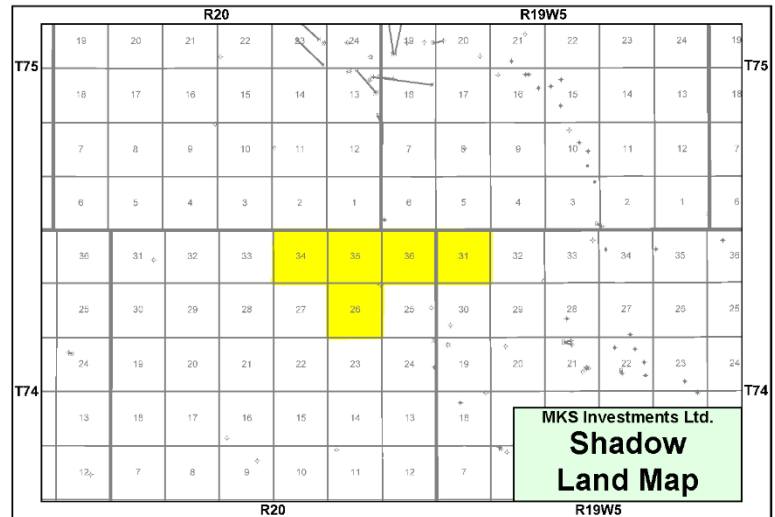 R20 R19W5
19 20 21 22 23 24 19 20 21 22 23 24 19
T75 T75
18 17 16 15 14 13 18 17 16 15 14 13 18
7 8 9 10 11 12 7 8 9 10 11 12 7
6 5 4 3 2 1 6 5 4 3 2 1 6
36 31 32 33 34 35 36 31 32 33 34 35 36
25 30 29 28 27 26 25 30 29 28 27 26 25
24 19 20 21 22 23 24 19 20 21 22 23 24
T74 T74
13 18 17 16 15 14 13 18
MKS Investments Ltd.
Shadow
Land Map
12 7 8 9 10 11 12 7
R20 R19W5